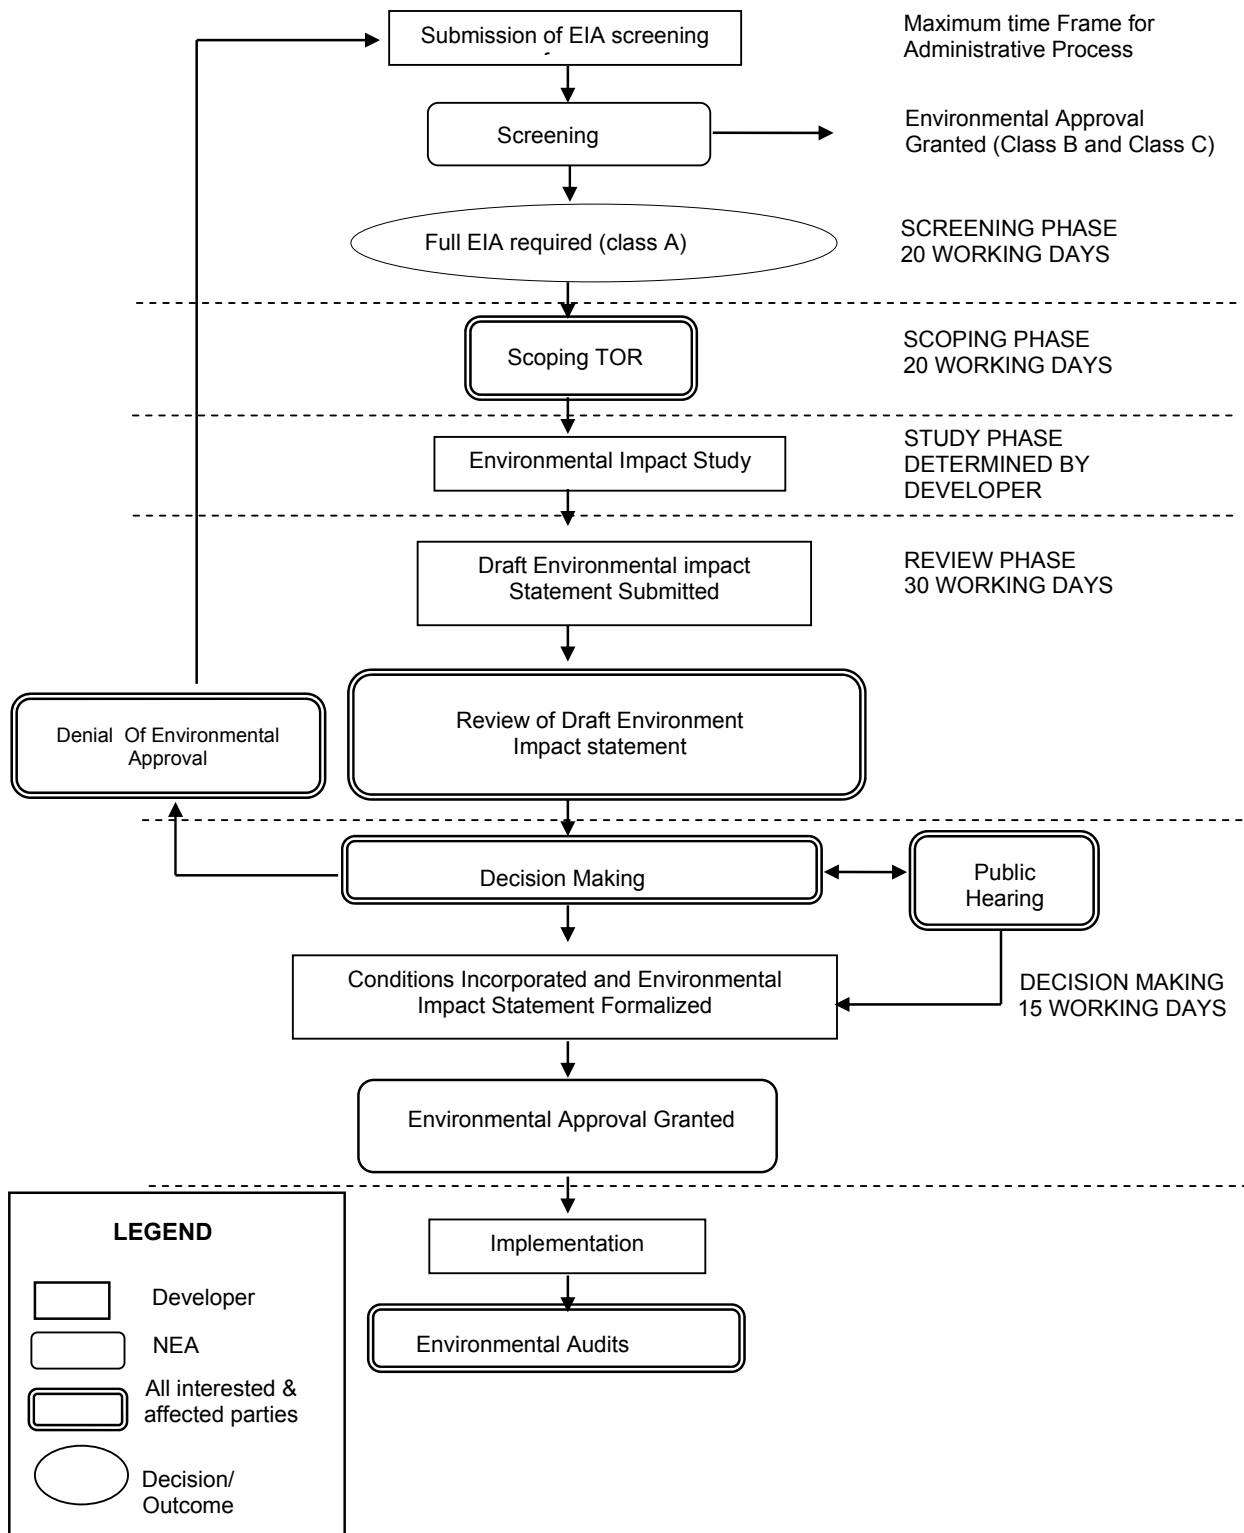 Submission of EIA screening
Maximum time Frame for
Administrative Process
Screening
Environmental Approval
Granted (Class B and Class C)
Full EIA required (class A)
SCREENING PHASE
20 WORKING DAYS
Scoping TOR
SCOPING PHASE
20 WORKING DAYS
Environmental Impact Study
STUDY PHASE
DETERMINED BY
DEVELOPER
Draft Environmental impact
Statement Submitted
REVIEW PHASE
30 WORKING DAYS
Denial Of Environmental
Approval
Review of Draft Environment
Impact statement
Decision Making
Public
Hearing
Conditions Incorporated and Environmental
Impact Statement Formalized
DECISION MAKING
15 WORKING DAYS
Environmental Approval Granted
Implementation
Environmental Audits
LEGEND
Developer
NEA
All interested &
affected parties
Decision/
Outcome